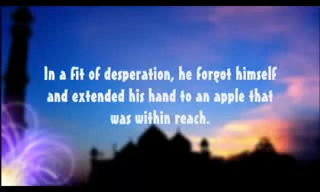 In a fit of desperation, he forgot himself
and extended his hand to an apple that
was within reach.